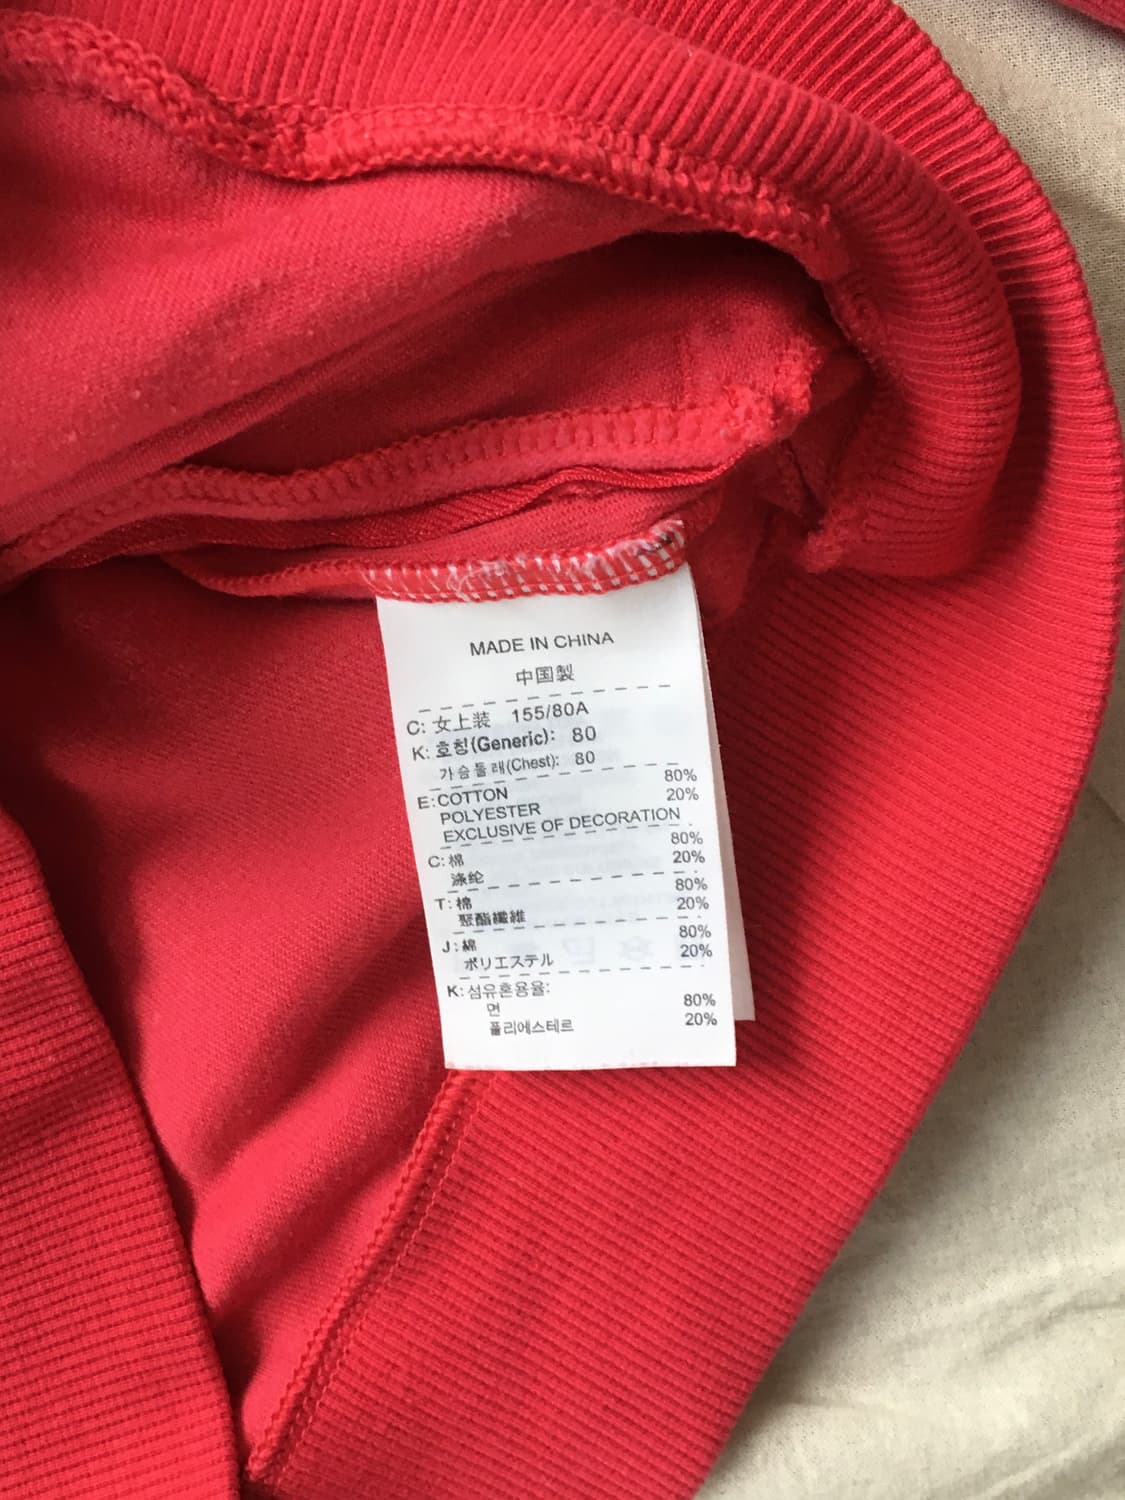 MADE IN CHINA
中国製
C: 女上装 155/80A
K: 호칭(Generic): 80
가슴둘레(Chest): 80
E: COTTON 80%
POLYESTER 20%
EXCLUSIVE OF DECORATION
C: 棉 80%
涤纶 20%
T: 棉 80%
聚酯纖維 20%
J: 綿 80%
ポリエステル 20%
K: 섬유혼용율:
면 80%
폴리에스테르 20%